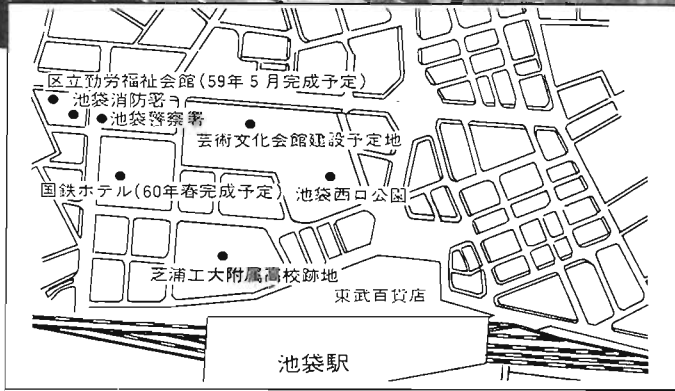 区立勤労福祉会館(59年5月完成予定)
池袋消防署
池袋警察署
芸術文化会館建設予定地
国鉄ホテル(60年春完成予定)
池袋西口公園
芝浦工大附属高校跡地
東武百貨店
池袋駅